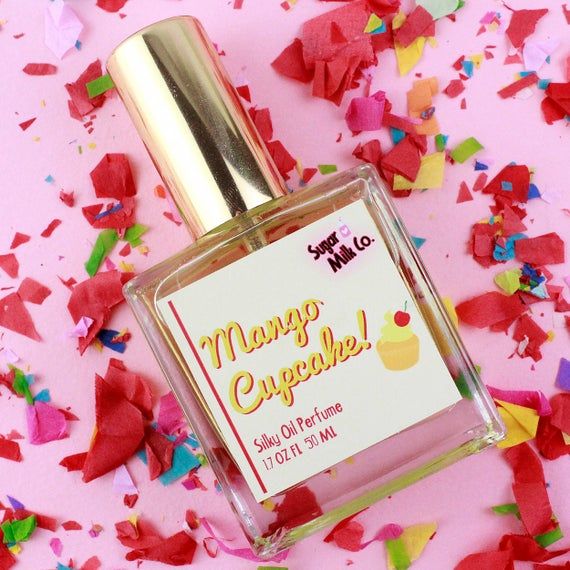 Sugar
Milk Co.
Mango
Cupcake!
Silky Oil Perfume
1.7 OZ FL 50 ML